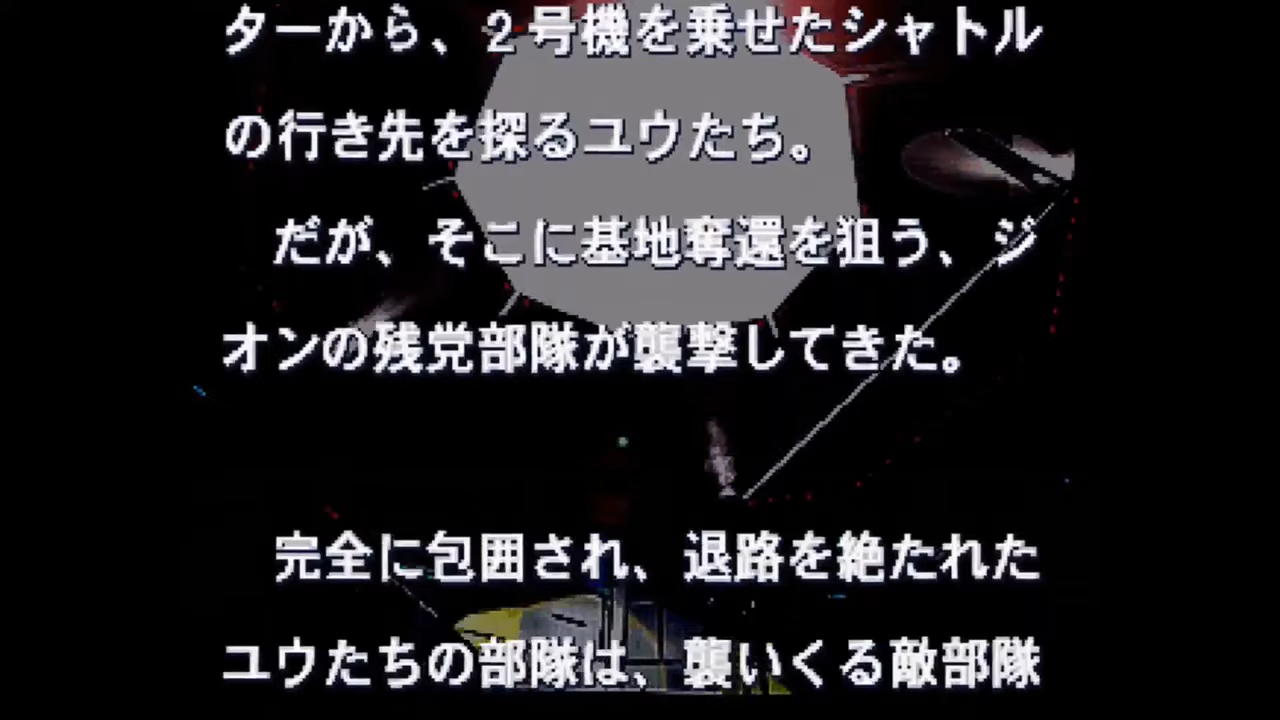 ターから、２号機を乗せたシャトル
の行き先を探るユウたち。
だが、そこに基地奪還を狙う、ジ
オンの残党部隊が襲撃してきた。
完全に包囲され、退路を絶たれた
ユウたちの部隊は、襲いくる敵部隊